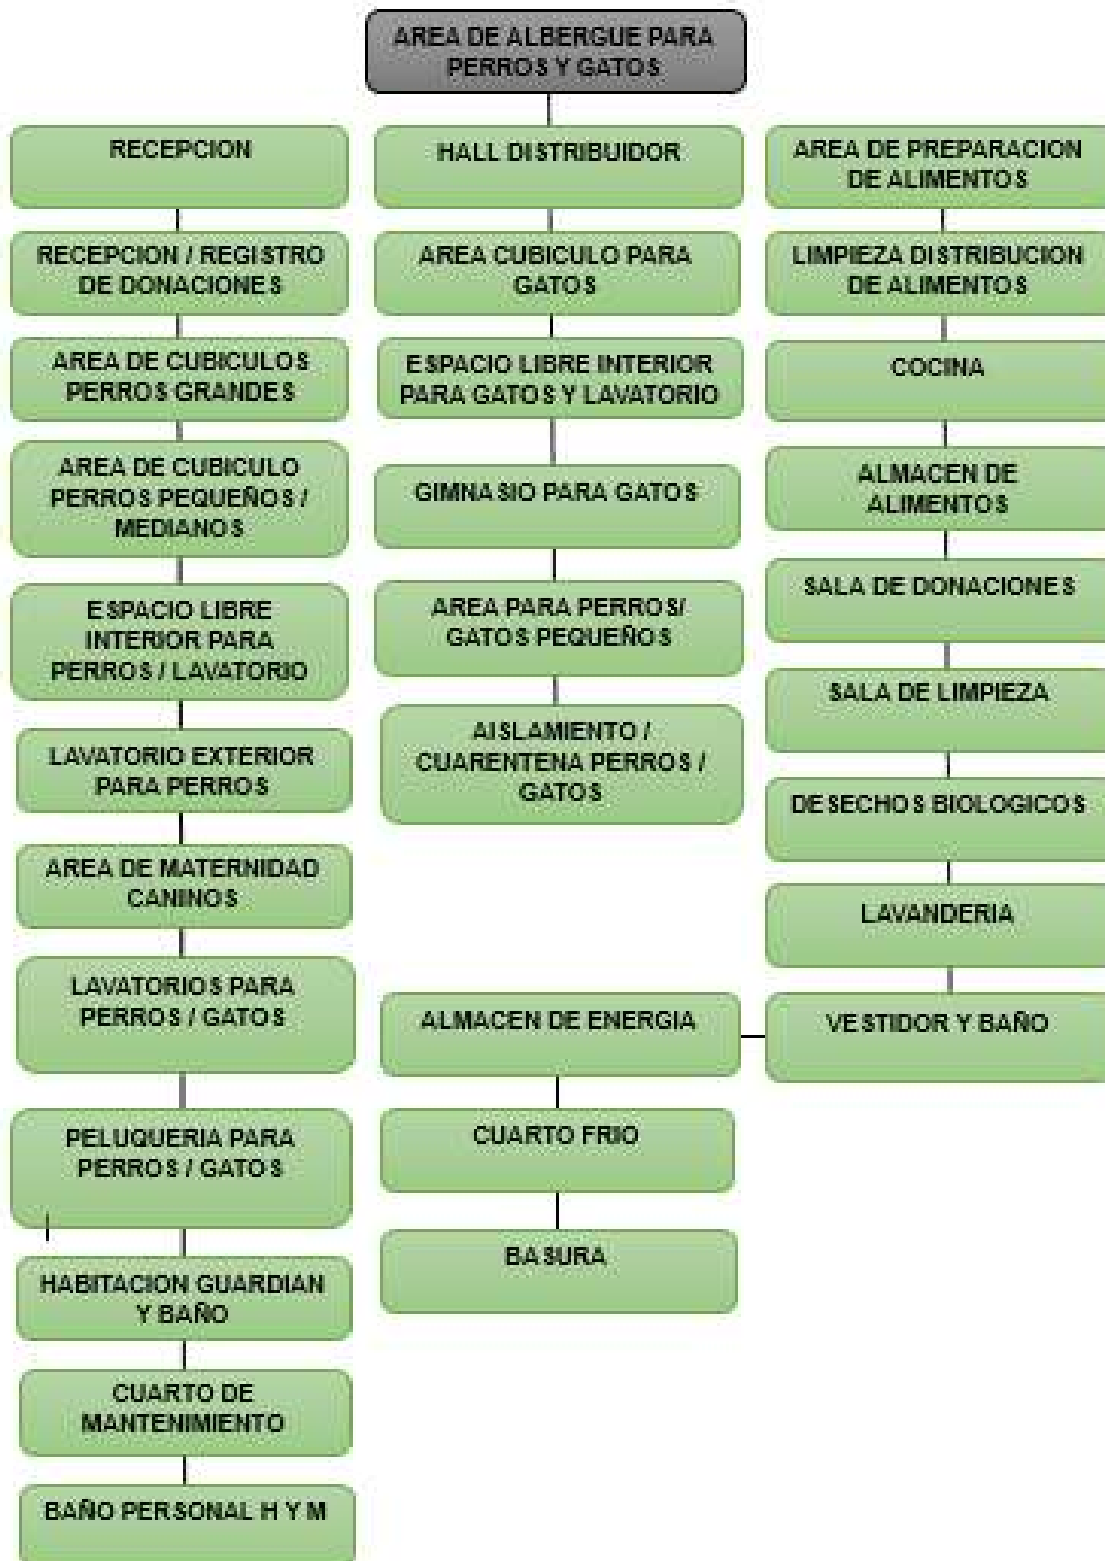 AREA DE ALBERGUE PARA
PERROS Y GATOS
RECEPCION
RECEPCION / REGISTRO
DE DONACIONES
AREA DE CUBICULOS
PERROS GRANDES
AREA DE CUBICULO
PERROS PEQUEÑOS /
MEDIANOS
ESPACIO LIBRE
INTERIOR PARA
PERROS / LAVATORIO
LAVATORIO EXTERIOR
PARA PERROS
AREA DE MATERNIDAD
CANINOS
LAVATORIOS PARA
PERROS / GATOS
PELUQUERIA PARA
PERROS / GATOS
HABITACION GUARDIAN
Y BAÑO
CUARTO DE
MANTENIMIENTO
BAÑO PERSONAL H Y M
HALL DISTRIBUIDOR
AREA CUBICULO PARA
GATOS
ESPACIO LIBRE INTERIOR
PARA GATOS Y LAVATORIO
GIMNASIO PARA GATOS
AREA PARA PERROS/
GATOS PEQUEÑOS
AISLAMIENTO /
CUARENTENA PERROS /
GATOS
AREA DE PREPARACION
DE ALIMENTOS
LIMPIEZA DISTRIBUCION
DE ALIMENTOS
COCINA
ALMACEN DE
ALIMENTOS
SALA DE DONACIONES
SALA DE LIMPIEZA
DESECHOS BIOLOGICOS
LAVANDERIA
VESTIDOR Y BAÑO
ALMACEN DE ENERGIA
CUARTO FRIO
BASURA